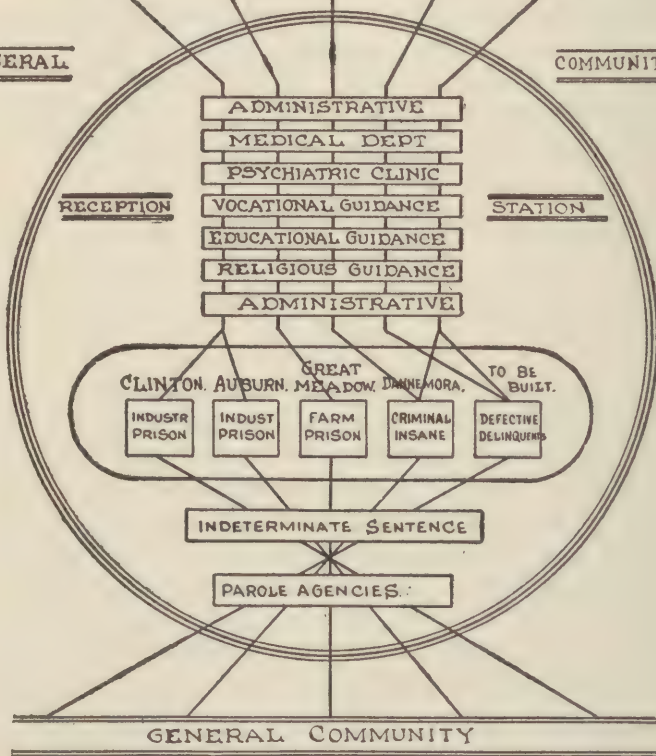 ERAL COMMUNIT
ADMINISTRATIVE
MEDICAL DEPT
PSYCHIATRIC CLINIC
RECEPTION VOCATIONAL GUIDANCE STATION
EDUCATIONAL GUIDANCE
RELIGIOUS GUIDANCE
ADMINISTRATIVE
CLINTON. AUBURN. GREAT MEADOW. DANNEMORA. TO BE BUILT.
INDUSTR PRISON
INDUST PRISON
FARM PRISON
CRIMINAL INSANE
DEFECTIVE DELINQUENTS
INDETERMINATE SENTENCE
PAROLE AGENCIES.
GENERAL COMMUNITY